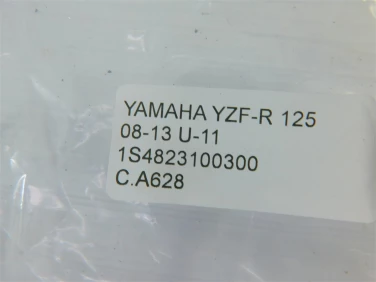 YAMAHA YZF-R 125
08-13 U-11
1S4823100300
C.A628